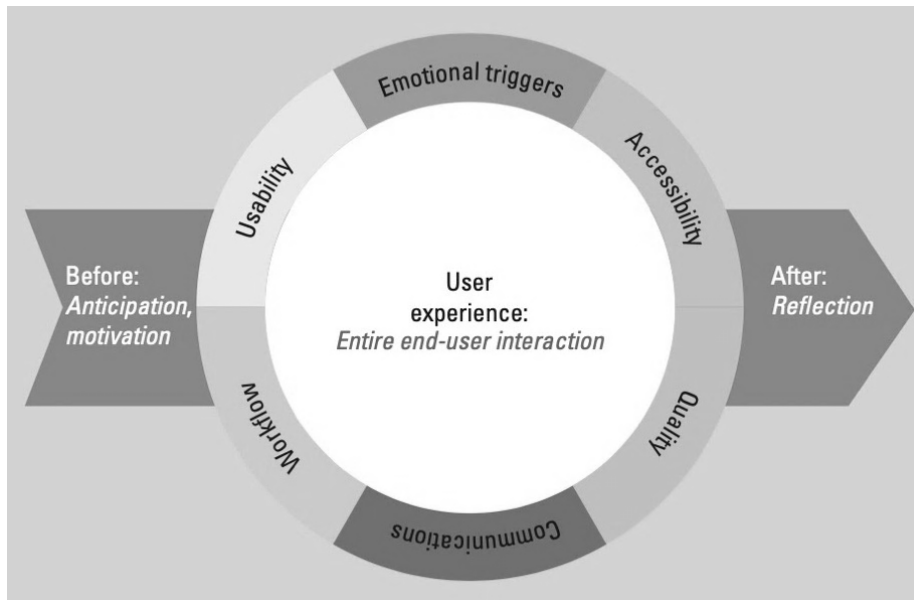 Emotional triggers
Usability
Accessibility
Before:
Anticipation,
motivation
User
experience:
Entire end-user interaction
After:
Reflection
Workflow
Quality
Communications